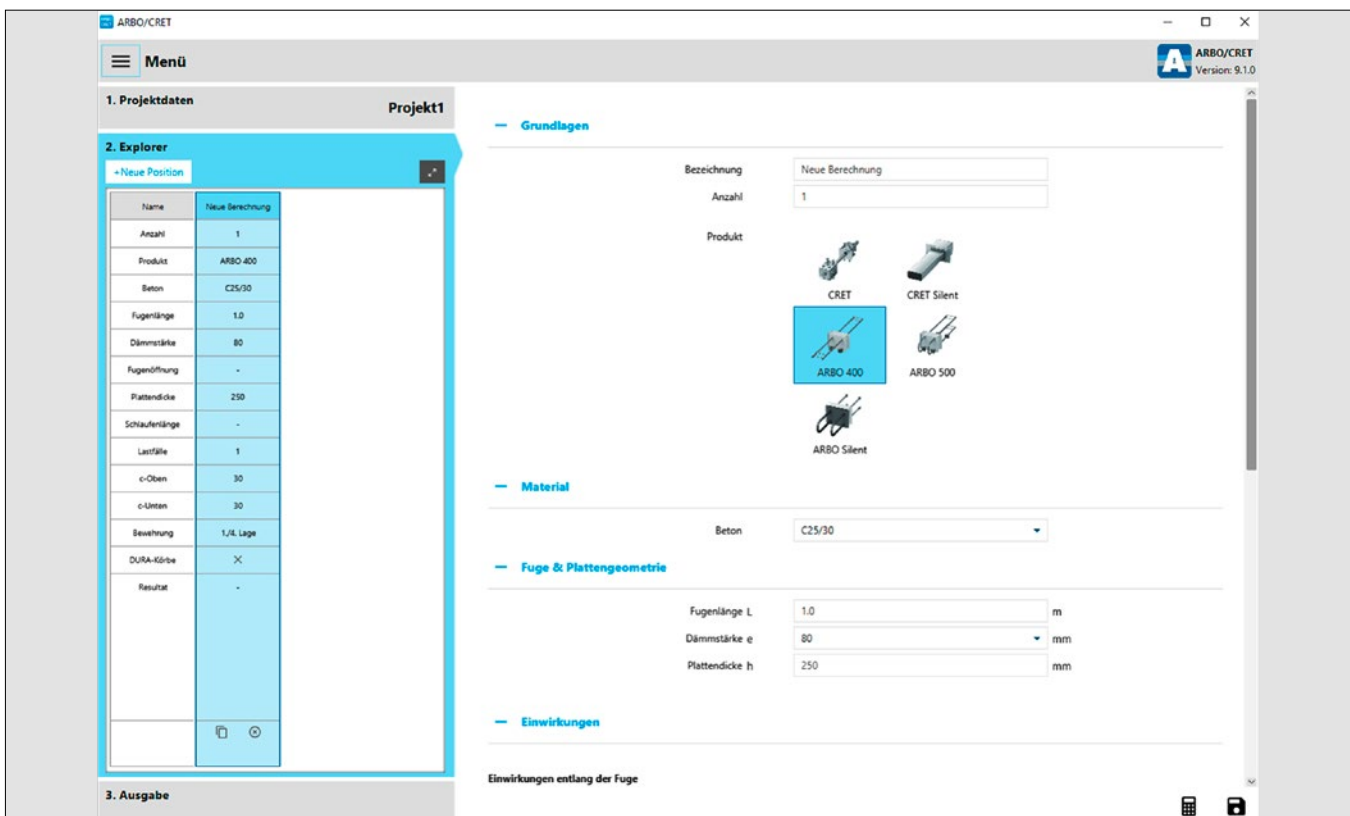 ARBO/CRET
Menü
ARBO/CRET
Version: 9.1.0
1. Projektdaten
Projekt1
2. Explorer
+Neue Position
Name Neue Berechnung
Anzahl 1
Produkt ARBO 400
Beton C25/30
Fugenlänge 1.0
Dämmstärke 80
Fugenöffnung -
Plattendicke 250
Schlaufenlänge -
Lastfälle 1
c-Oben 30
c-Unten 30
Bewehrung 1./4. Lage
DURA-Körbe
Resultat -
3. Ausgabe
Grundlagen
Bezeichnung Neue Berechnung
Anzahl 1
Produkt
CRET CRET Silent
ARBO 400 ARBO 500
ARBO Silent
Material
Beton C25/30
Fuge & Plattengeometrie
Fugenlänge L 1.0 m
Dämmstärke e 80 mm
Plattendicke h 250 mm
Einwirkungen
Einwirkungen entlang der Fuge